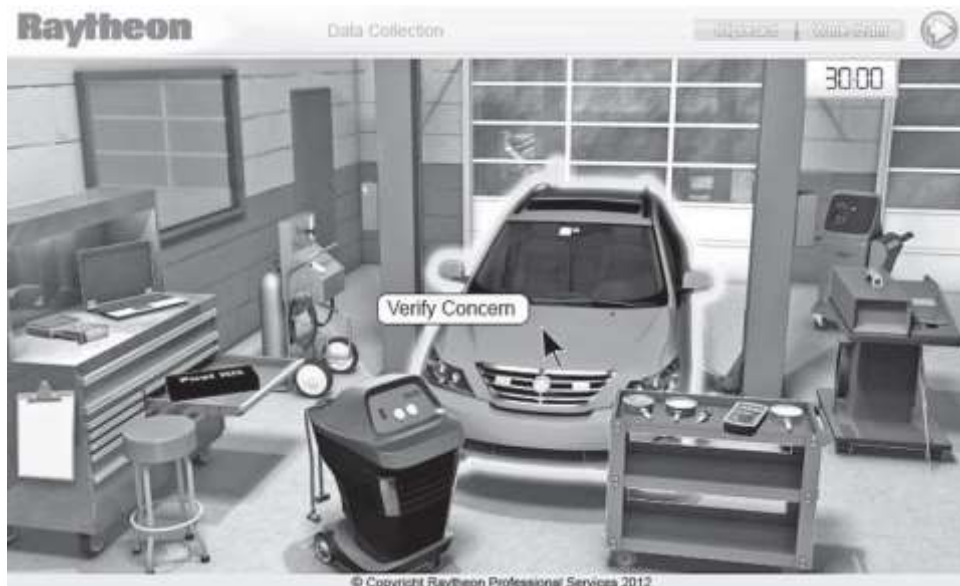 Raytheon
Data Collection
30:00
Verify Concern
© Copyright Raytheon Professional Services 2012